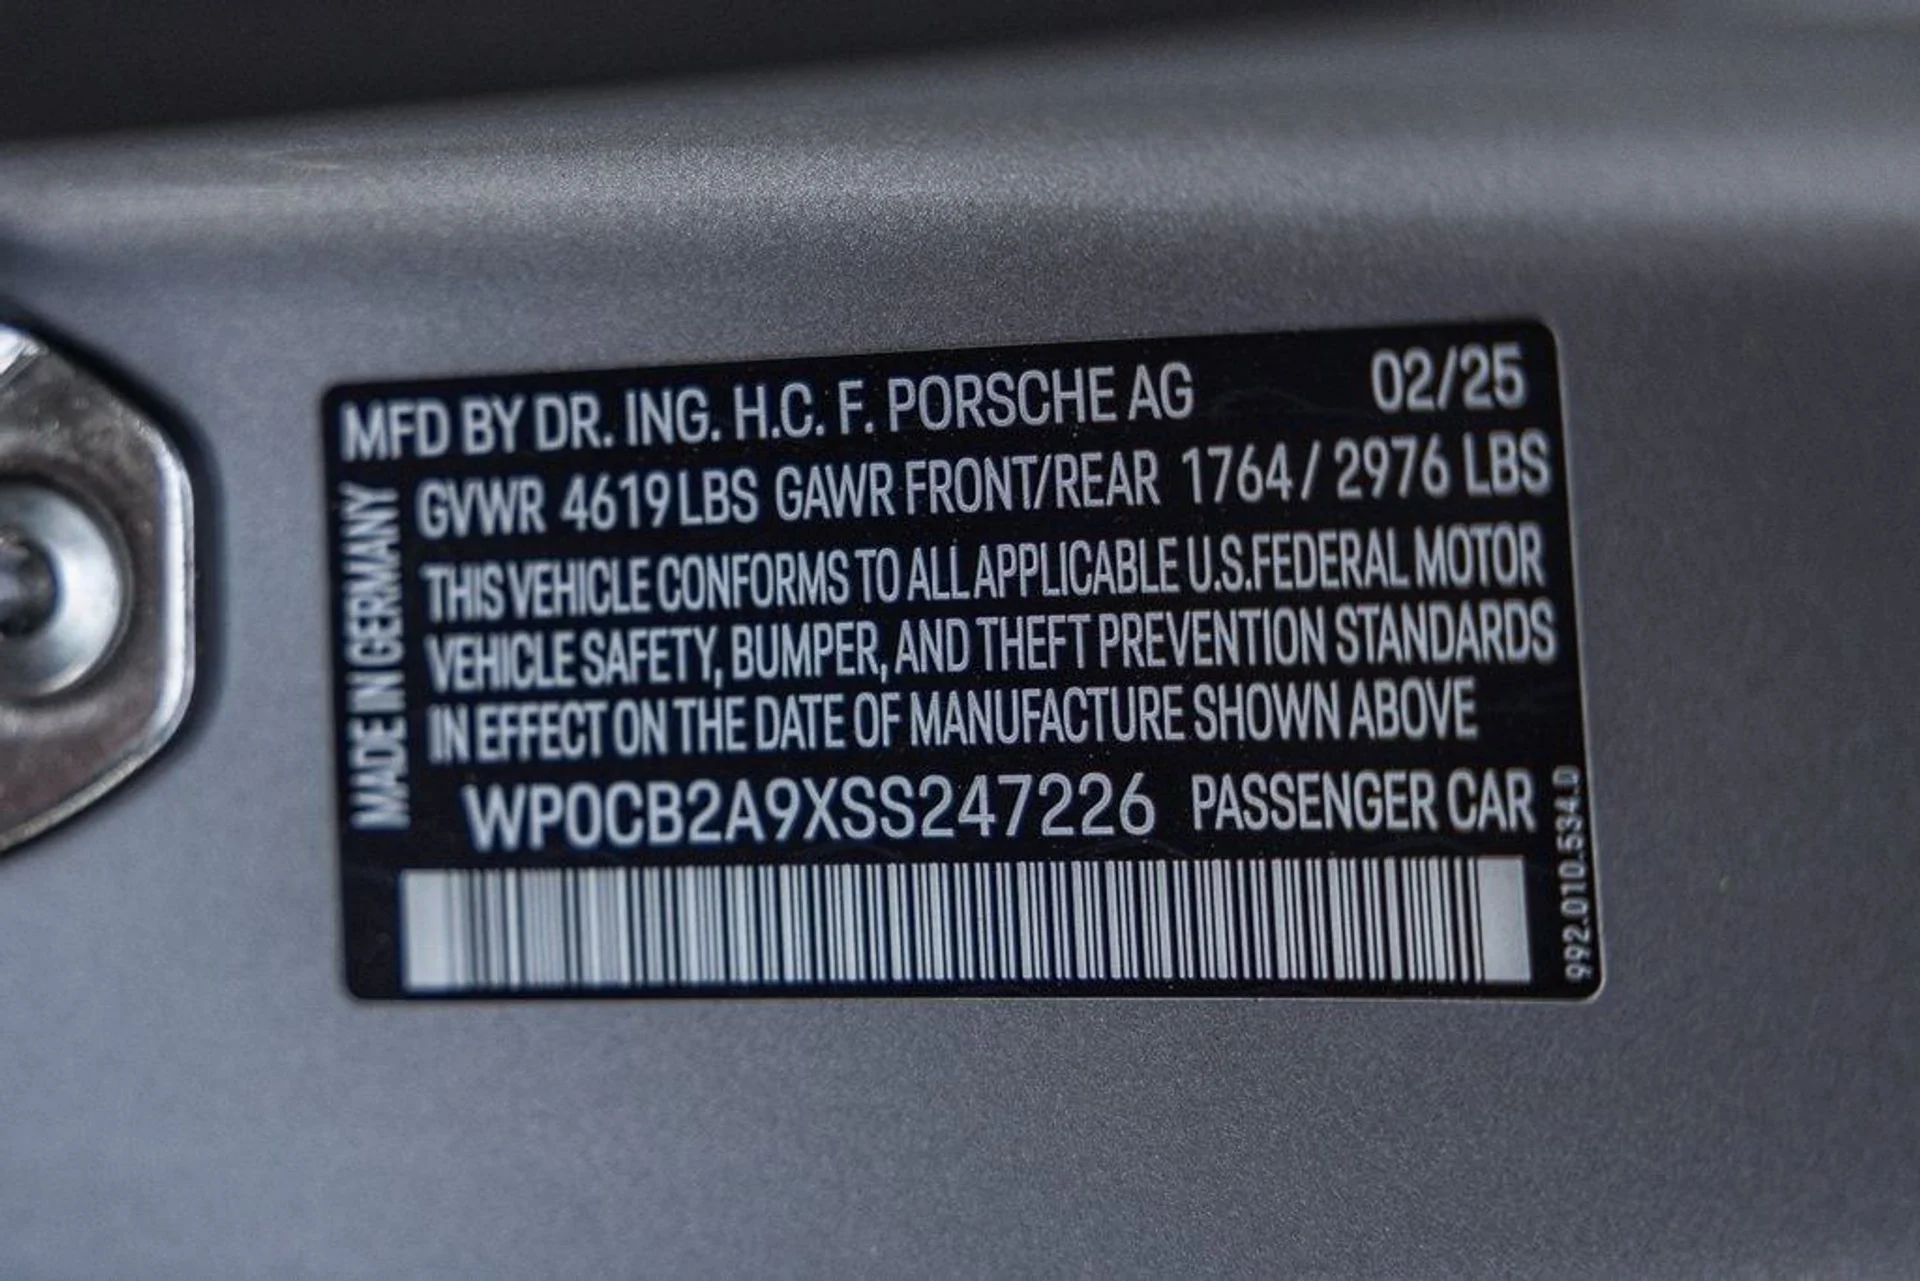 MFD BY DR. ING. H.C. F. PORSCHE AG 02/25
GVWR 4619 LBS GAWR FRONT/REAR 1764 / 2976 LBS
THIS VEHICLE CONFORMS TO ALL APPLICABLE U.S.FEDERAL MOTOR
VEHICLE SAFETY, BUMPER, AND THEFT PREVENTION STANDARDS
IN EFFECT ON THE DATE OF MANUFACTURE SHOWN ABOVE
WP0CB2A9XSS247226 PASSENGER CAR
MADE IN GERMANY
992.010.534.D